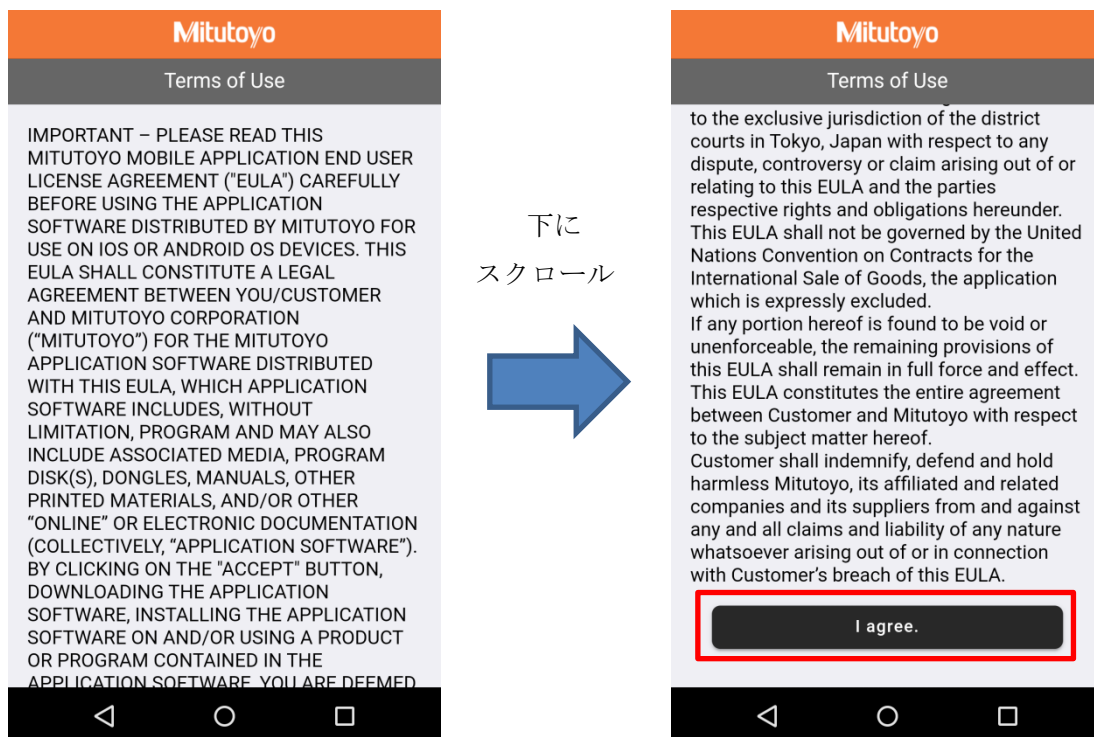 Mitutoyo
Terms of Use
IMPORTANT – PLEASE READ THIS
MITUTOYO MOBILE APPLICATION END USER
LICENSE AGREEMENT ("EULA") CAREFULLY
BEFORE USING THE APPLICATION
SOFTWARE DISTRIBUTED BY MITUTOYO FOR
USE ON IOS OR ANDROID OS DEVICES. THIS
EULA SHALL CONSTITUTE A LEGAL
AGREEMENT BETWEEN YOU/CUSTOMER
AND MITUTOYO CORPORATION
(“MITUTOYO”) FOR THE MITUTOYO
APPLICATION SOFTWARE DISTRIBUTED
WITH THIS EULA, WHICH APPLICATION
SOFTWARE INCLUDES, WITHOUT
LIMITATION, PROGRAM AND MAY ALSO
INCLUDE ASSOCIATED MEDIA, PROGRAM
DISK(S), DONGLES, MANUALS, OTHER
PRINTED MATERIALS, AND/OR OTHER
“ONLINE” OR ELECTRONIC DOCUMENTATION
(COLLECTIVELY, “APPLICATION SOFTWARE”).
BY CLICKING ON THE "ACCEPT" BUTTON,
DOWNLOADING THE APPLICATION
SOFTWARE, INSTALLING THE APPLICATION
SOFTWARE ON AND/OR USING A PRODUCT
OR PROGRAM CONTAINED IN THE
APPLICATION SOFTWARE, YOU ARE DEEMED
下に
スクロール
Mitutoyo
Terms of Use
to the exclusive jurisdiction of the district
courts in Tokyo, Japan with respect to any
dispute, controversy or claim arising out of or
relating to this EULA and the parties
respective rights and obligations hereunder.
This EULA shall not be governed by the United
Nations Convention on Contracts for the
International Sale of Goods, the application
which is expressly excluded.
If any portion hereof is found to be void or
unenforceable, the remaining provisions of
this EULA shall remain in full force and effect.
This EULA constitutes the entire agreement
between Customer and Mitutoyo with respect
to the subject matter hereof.
Customer shall indemnify, defend and hold
harmless Mitutoyo, its affiliated and related
companies and its suppliers from and against
any and all claims and liability of any nature
whatsoever arising out of or in connection
with Customer’s breach of this EULA.
I agree.